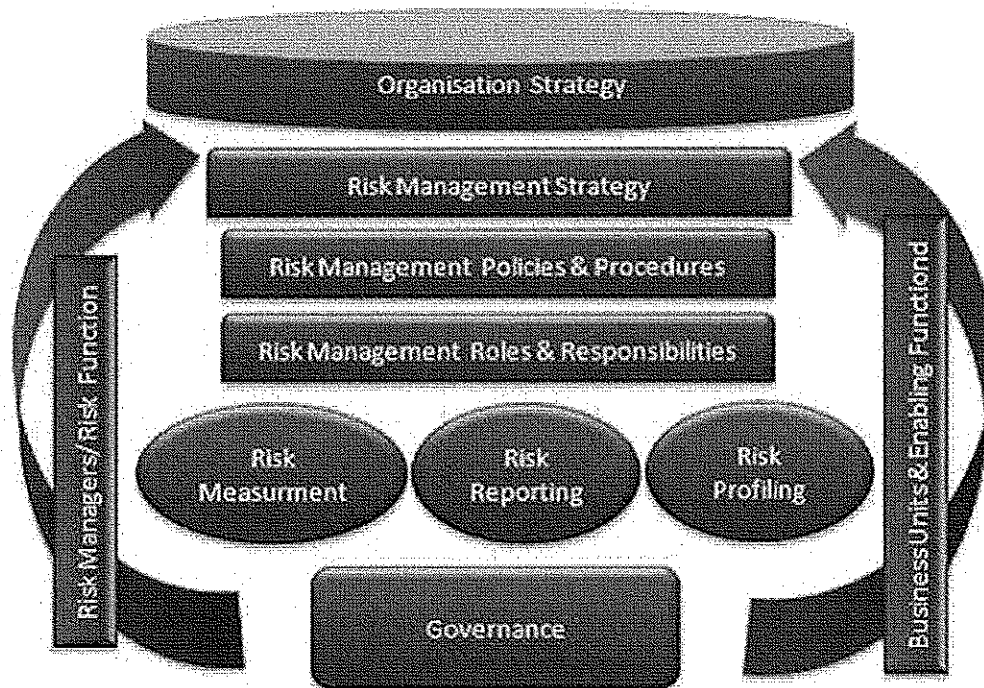 Organisation Strategy
Risk Management Strategy
Risk Management Policies & Procedures
Risk Management Roles & Responsibilities
Risk Managers/Risk Function
Business Units & Enabling Functiond
Risk
Measurment
Risk
Reporting
Risk
Profiling
Governance